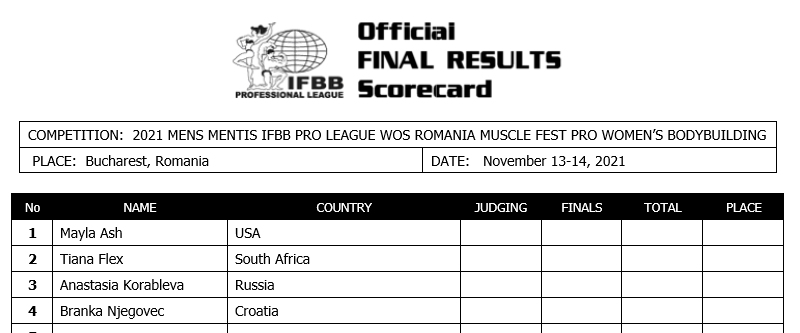 Official
FINAL RESULTS
Scorecard
IFBB
PROFESSIONAL LEAGUE
COMPETITION: 2021 MENS MENTIS IFBB PRO LEAGUE WOS ROMANIA MUSCLE FEST PRO WOMEN'S BODYBUILDING
PLACE: Bucharest, Romania DATE: November 13-14, 2021
No NAME COUNTRY JUDGING FINALS TOTAL PLACE
1 Mayla Ash USA
2 Tiana Flex South Africa
3 Anastasia Korableva Russia
4 Branka Njegovec Croatia